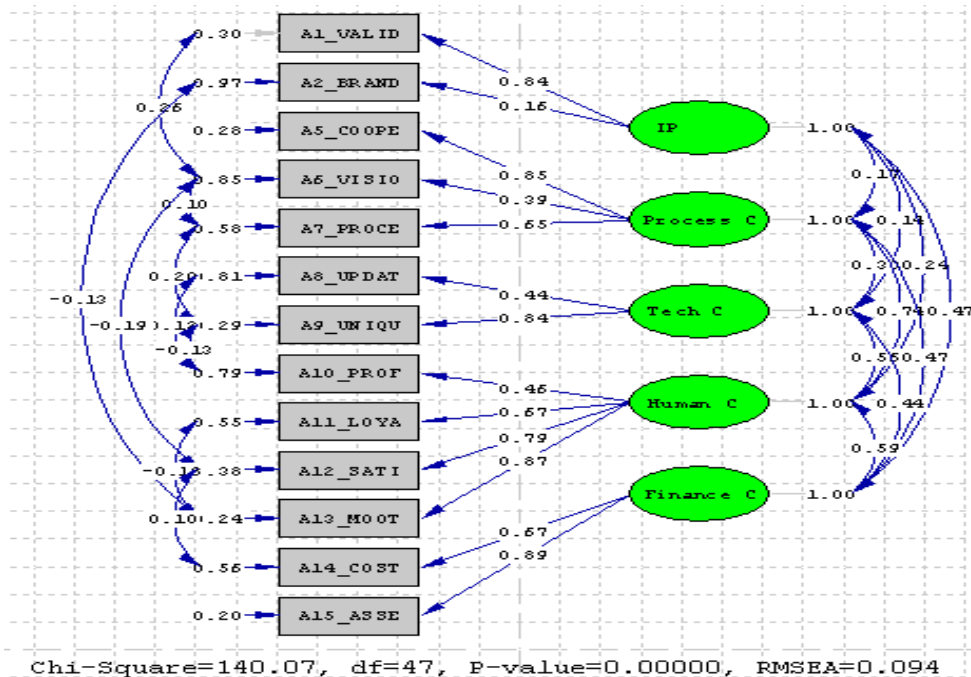 0.30 A1_VALID
0.84
0.97 A2_BRAND
0.16
0.26
IP 1.00
0.28 A5_COOPE
0.17
0.85
0.85 A6_VISIO
0.39
0.10
Process C 1.00 0.14
0.58 A7_PROCE
0.65
0.24
0.20 0.81 A8_UPDAT
0.44
-0.13
Tech C 1.00 0.74 0.47
0.84
-0.19 0.29 A9_UNIQU
-0.13
0.47
0.79 A10_PROF
0.46
Human C 1.00 0.44
0.67
0.55 A11_LOYA
0.79
0.59
0.87
0.38 A12_SATI
Finance C 1.00
0.10 0.24 A13_MOOT
0.67
0.89
0.56 A14_COST
0.20 A15_ASSE
Chi-Square=140.07, df=47, P-value=0.00000, RMSEA=0.094